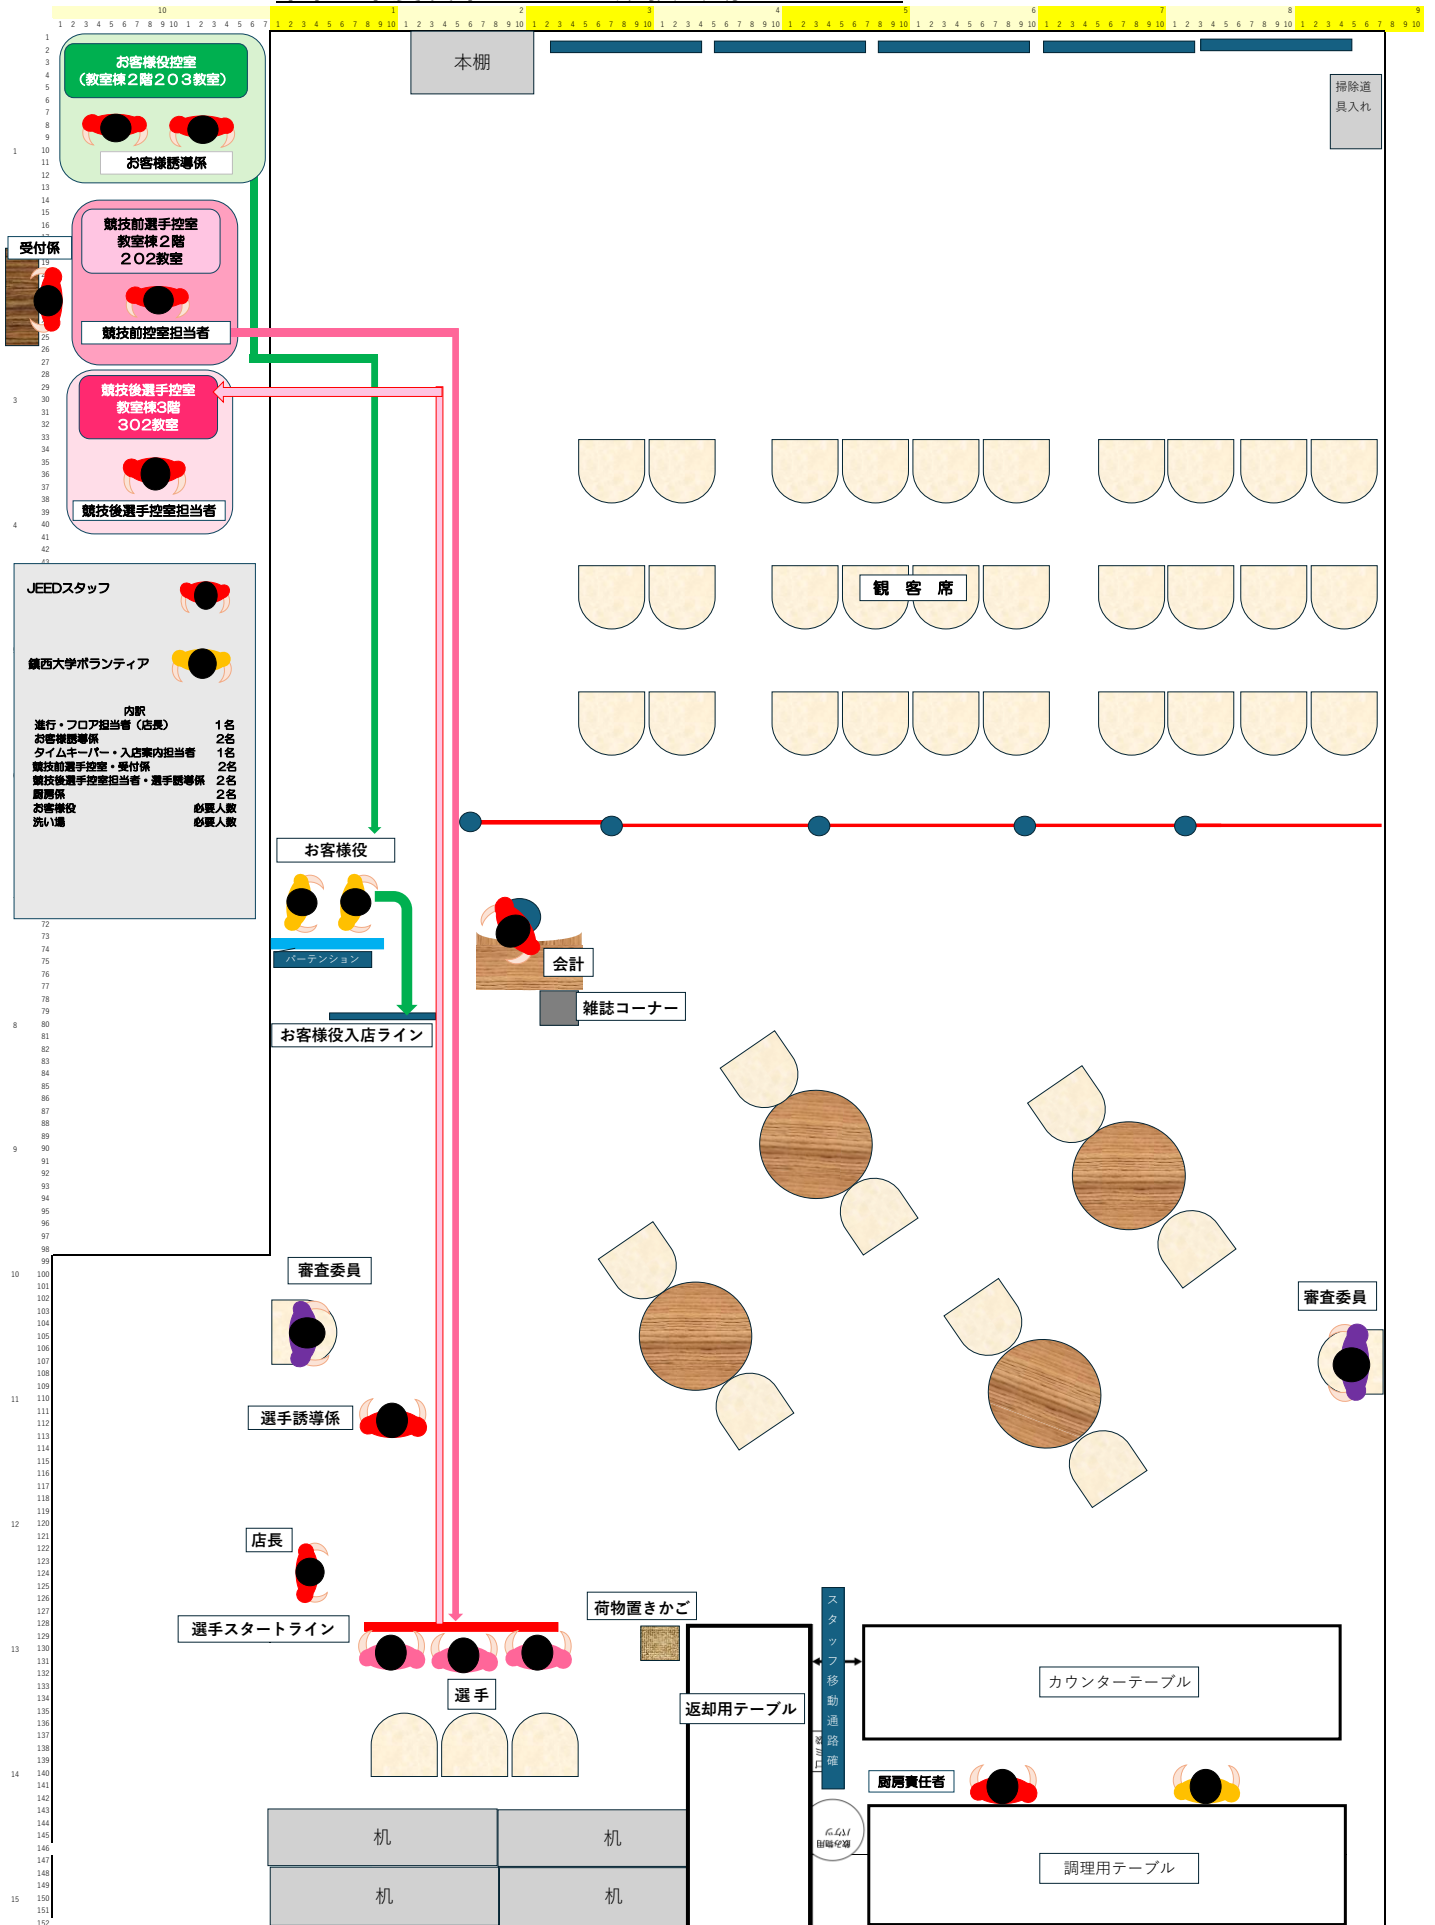 お客様役控室
（教室棟２階２０３教室）
お客様誘導係
競技前選手控室
教室棟２階
２０２教室
受付係
競技前控室担当者
競技後選手控室
教室棟3階
302教室
競技後選手控室担当者
JEEDスタッフ
鎮西大学ボランティア
内訳
進行・フロア担当者（店長） １名
お客様誘導係 ２名
タイムキーパー・入店案内担当者 １名
競技前選手控室・受付係 ２名
競技後選手控室担当者・選手誘導係 ２名
厨房係 ２名
お客様役 必要人数
洗い場 必要人数
本棚
掃除道
具入れ
観 客 席
お客様役
パーテンション
会計
雑誌コーナー
お客様役入店ライン
審査委員
審査委員
選手誘導係
店長
選手スタートライン
荷物置きかご
選 手
返却用テーブル
スタッフ移動通路確
カウンターテーブル
厨房責任者
飲み物用
バケツ
調理用テーブル
机
机
机
机